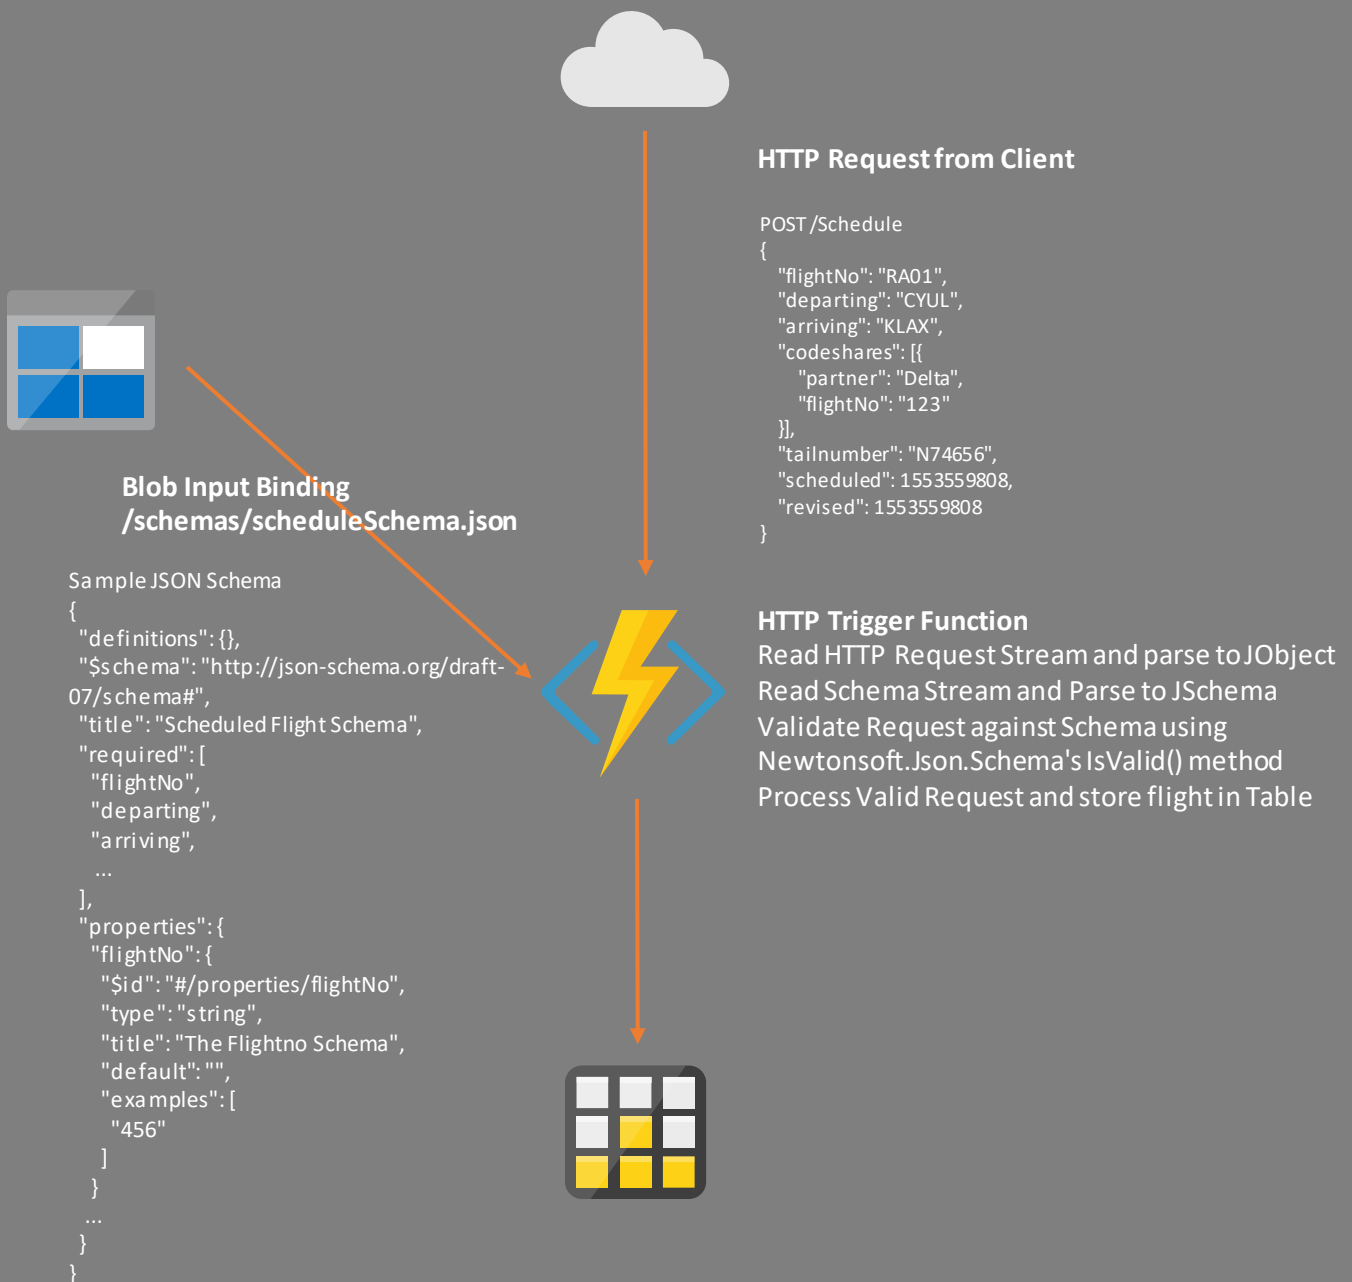 HTTP Request from Client
POST /Schedule
{
"flightNo": "RA01",
"departing": "CYUL",
"arriving": "KLAX",
"codeshares": [{
"partner": "Delta",
"flightNo": "123"
}],
"tailnumber": "N74656",
"scheduled": 1553559808,
"revised": 1553559808
}
Blob Input Binding
/schemas/scheduleSchema.json
Sample JSON Schema
{
"definitions": {},
"$schema": "http://json-schema.org/draft-
07/schema#",
"title": "Scheduled Flight Schema",
"required": [
"flightNo",
"departing",
"arriving",
...
],
"properties": {
"flightNo": {
"$id": "#/properties/flightNo",
"type": "string",
"title": "The Flightno Schema",
"default": "",
"examples": [
"456"
]
}
...
}
}
HTTP Trigger Function
Read HTTP Request Stream and parse to JObject
Read Schema Stream and Parse to JSchema
Validate Request against Schema using
Newtonsoft.Json.Schema's IsValid() method
Process Valid Request and store flight in Table